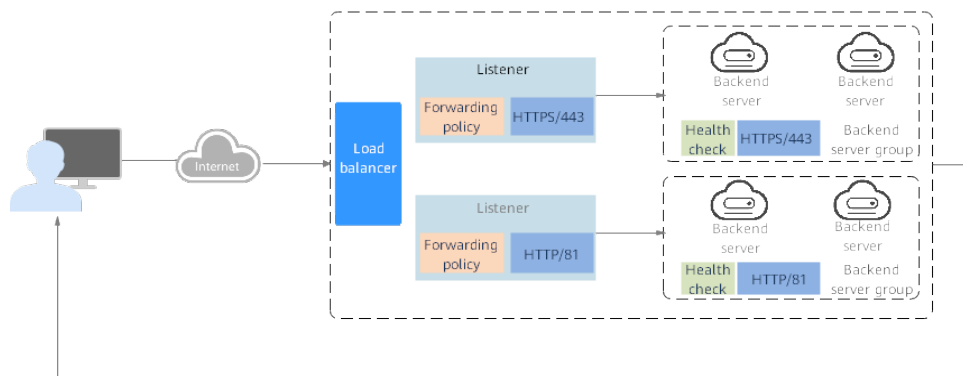 Internet
Load
balancer
Listener
Forwarding
policy
HTTPS/443
Listener
Forwarding
policy
HTTP/81
Backend
server
Backend
server
Health
check
HTTPS/443
Backend
server group
Backend
server
Backend
server
Health
check
HTTP/81
Backend
server group